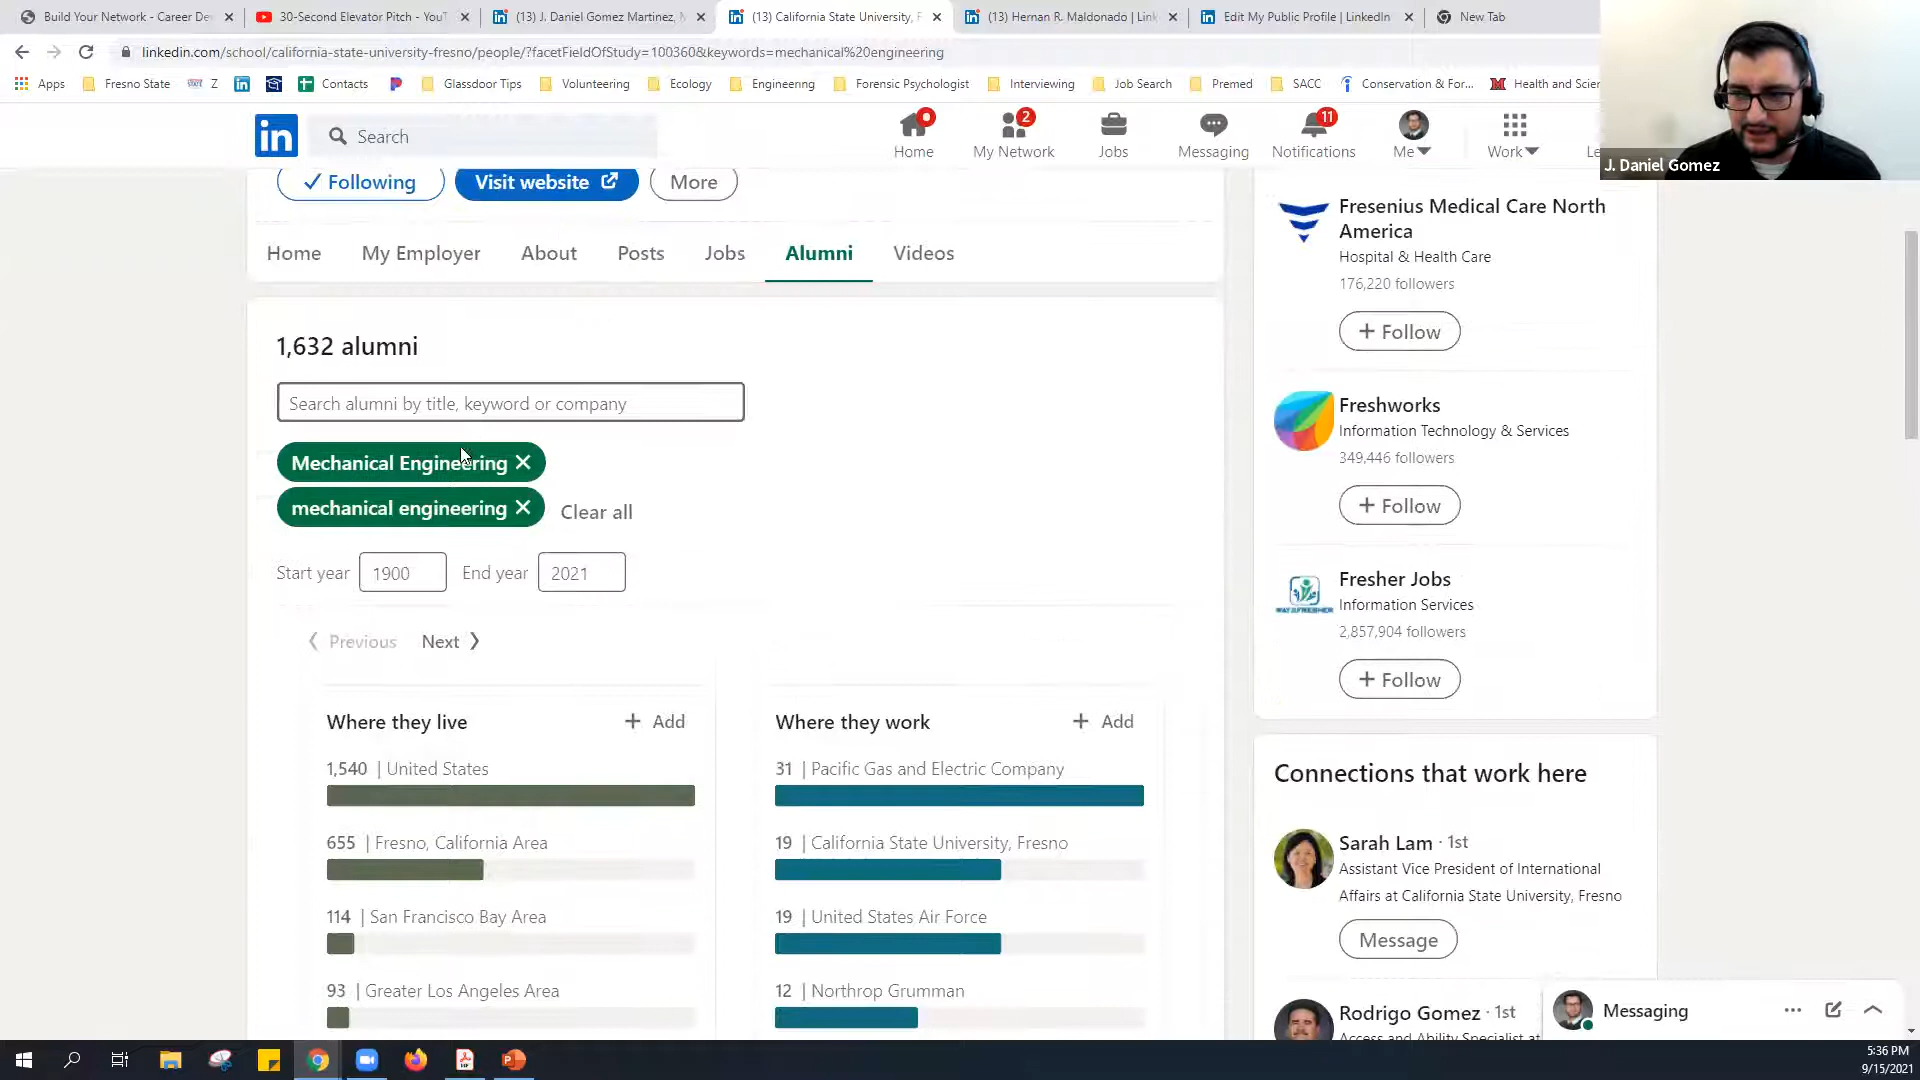 Build Your Network - Career De
30-Second Elevator Pitch - YouT
(13) J. Daniel Gomez Martinez, M
(13) California State University, F
(13) Hernan R. Maldonado | Link
Edit My Public Profile | LinkedIn
New Tab
linkedin.com/school/california-state-university-fresno/people/?facetFieldOfStudy=100360&keywords=mechanical%20engineering
Apps
Fresno State
Z
Contacts
Glassdoor Tips
Volunteering
Ecology
Engineering
Forensic Psychologist
Interviewing
Job Search
Premed
SACC
Conservation & For...
Health and Scien
in
Search
Home
2
My Network
Jobs
Messaging
11
Notifications
Me
Work
J. Daniel Gomez
Following
Visit website
More
Home
My Employer
About
Posts
Jobs
Alumni
Videos
1,632 alumni
Search alumni by title, keyword or company
Mechanical Engineering
mechanical engineering
Clear all
Start year 1900 End year 2021
Previous Next
Where they live + Add
1,540 | United States
655 | Fresno, California Area
114 | San Francisco Bay Area
93 | Greater Los Angeles Area
Where they work + Add
31 | Pacific Gas and Electric Company
19 | California State University, Fresno
19 | United States Air Force
12 | Northrop Grumman
Fresenius Medical Care North
America
Hospital & Health Care
176,220 followers
+ Follow
Freshworks
Information Technology & Services
349,446 followers
+ Follow
Fresher Jobs
Information Services
2,857,904 followers
+ Follow
Connections that work here
Sarah Lam · 1st
Assistant Vice President of International
Affairs at California State University, Fresno
Message
Rodrigo Gomez · 1st
Access and Ability Specialist at
Messaging
5:36 PM
9/15/2021